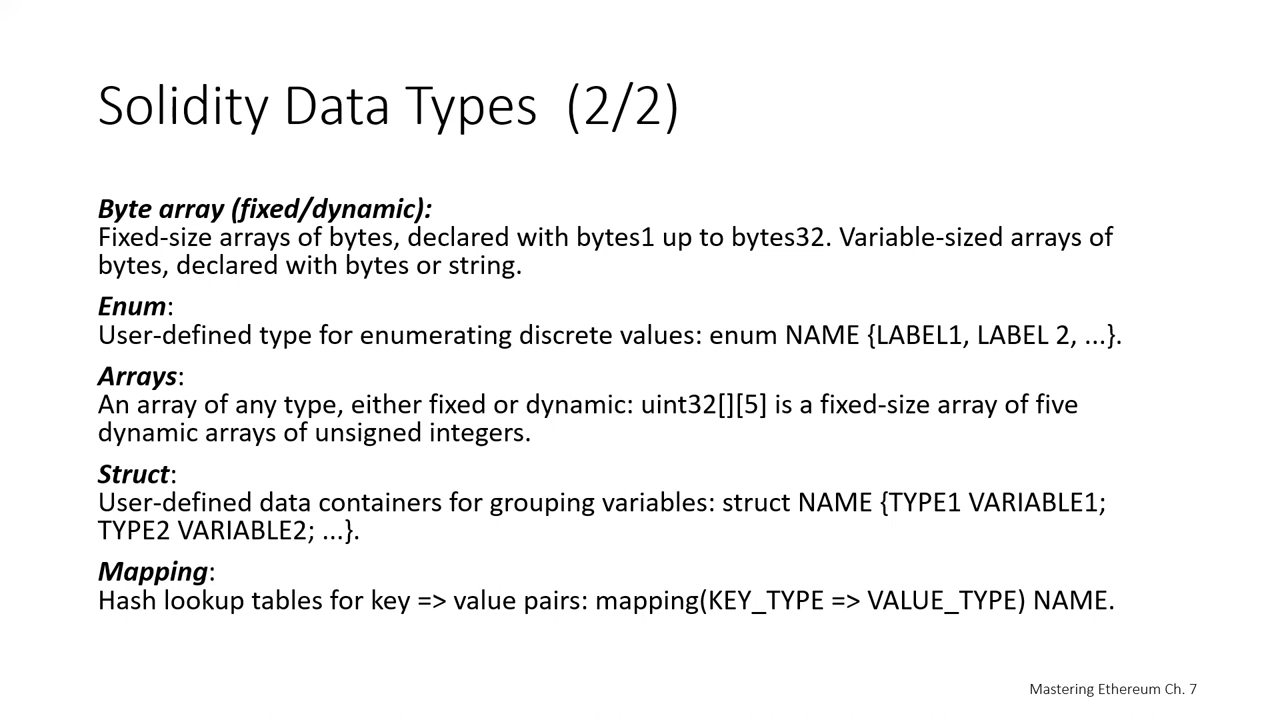 Solidity Data Types  (2/2)
Byte array (fixed/dynamic):
Fixed-size arrays of bytes, declared with bytes1 up to bytes32. Variable-sized arrays of
bytes, declared with bytes or string.
Enum:
User-defined type for enumerating discrete values: enum NAME {LABEL1, LABEL 2, ...}.
Arrays:
An array of any type, either fixed or dynamic: uint32[][5] is a fixed-size array of five
dynamic arrays of unsigned integers.
Struct:
User-defined data containers for grouping variables: struct NAME {TYPE1 VARIABLE1;
TYPE2 VARIABLE2; ...}.
Mapping:
Hash lookup tables for key => value pairs: mapping(KEY_TYPE => VALUE_TYPE) NAME.
Mastering Ethereum Ch. 7